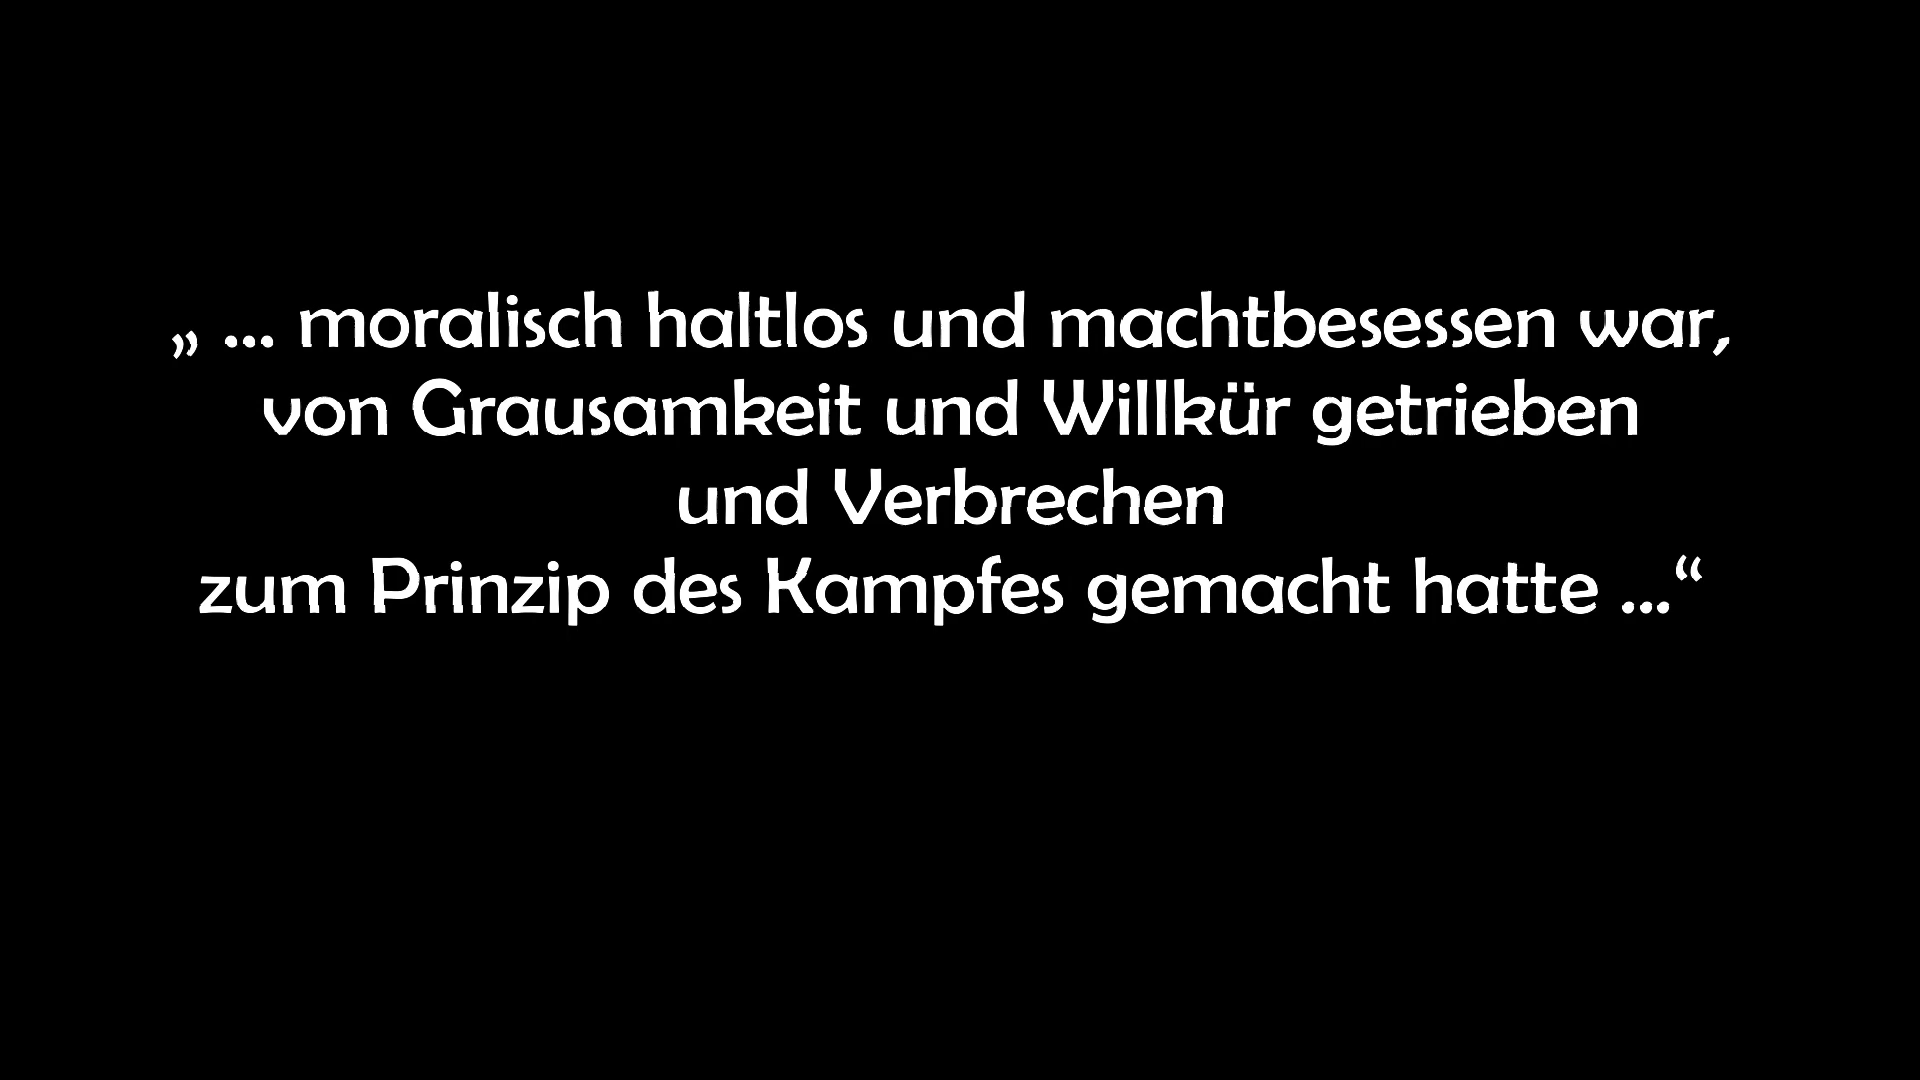 „ ... moralisch haltlos und machtbesessen war,
von Grausamkeit und Willkür getrieben
und Verbrechen
zum Prinzip des Kampfes gemacht hatte ...“